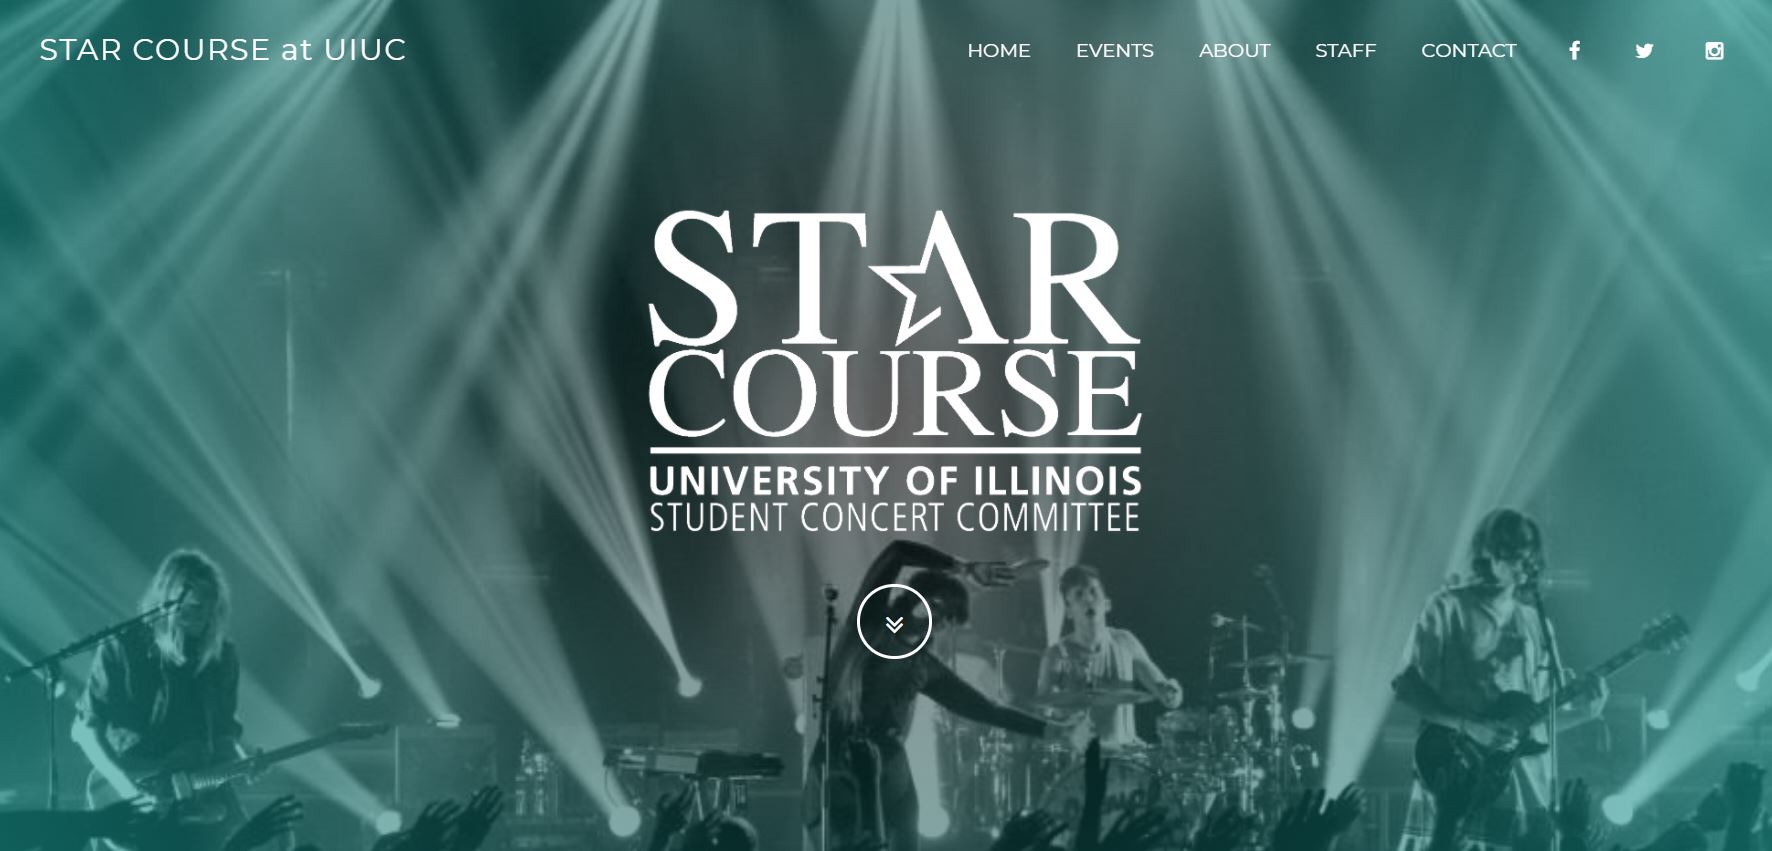 STAR COURSE at UIUC
HOME EVENTS ABOUT STAFF CONTACT
STAR
COURSE
UNIVERSITY OF ILLINOIS
STUDENT CONCERT COMMITTEE